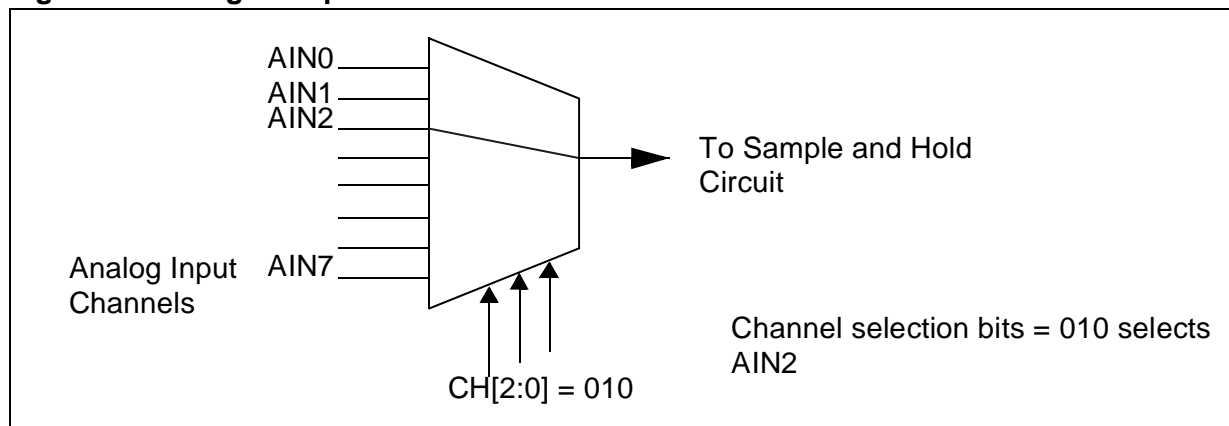 AIN0
AIN1
AIN2
To Sample and Hold
Circuit
Analog Input
Channels
AIN7
Channel selection bits = 010 selects
AIN2
CH[2:0] = 010